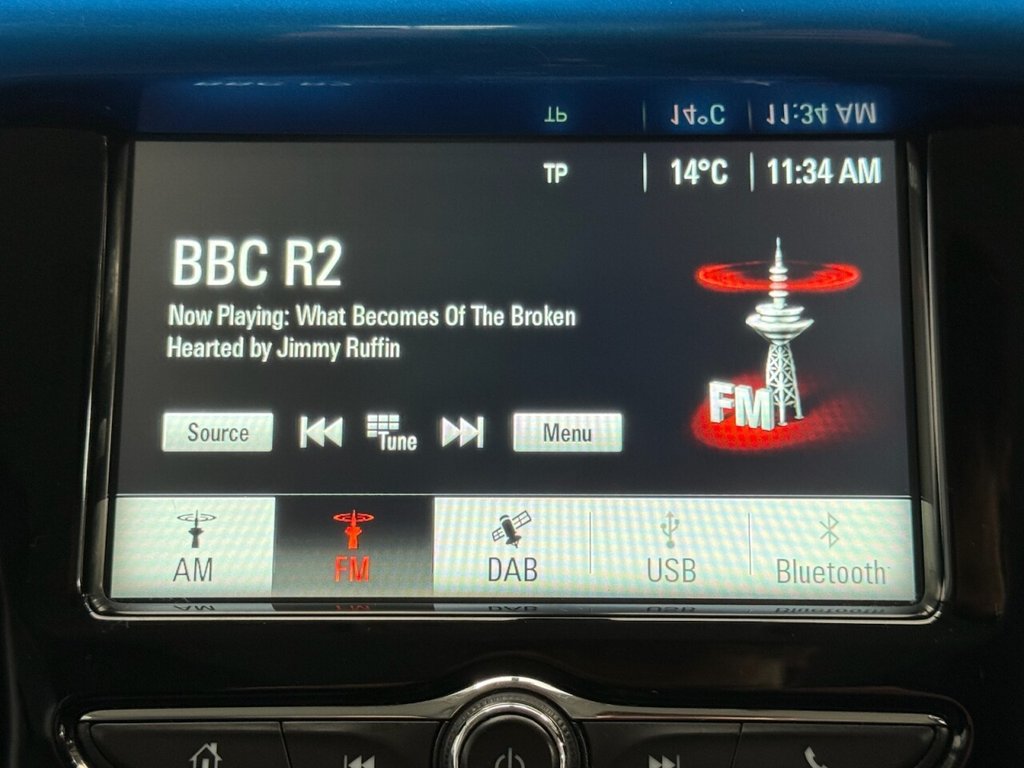 TP 14°C 11:34 AM
BBC R2
Now Playing: What Becomes Of The Broken
Hearted by Jimmy Ruffin
FM
Source Tune Menu
AM FM DAB USB Bluetooth